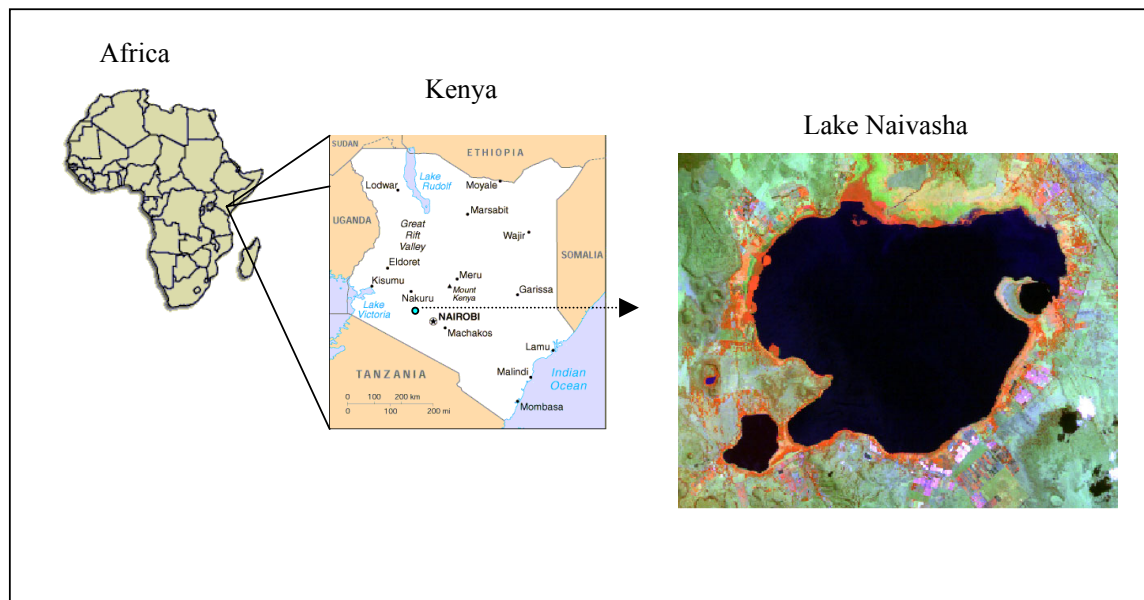 Africa
Kenya
Lake Naivasha
SUDAN
ETHIOPIA
Lake
Rudolf
Lodwar
Moyale
UGANDA
Marsabit
Great
Rift
Valley
Wajir
SOMALIA
Eldoret
Kisumu
Meru
Mount
Kenya
Nakuru
Garissa
Lake
Victoria
NAIROBI
Machakos
Lamu
TANZANIA
Malindi
Indian
Ocean
0 100 200 km
0 100 200 mi
Mombasa